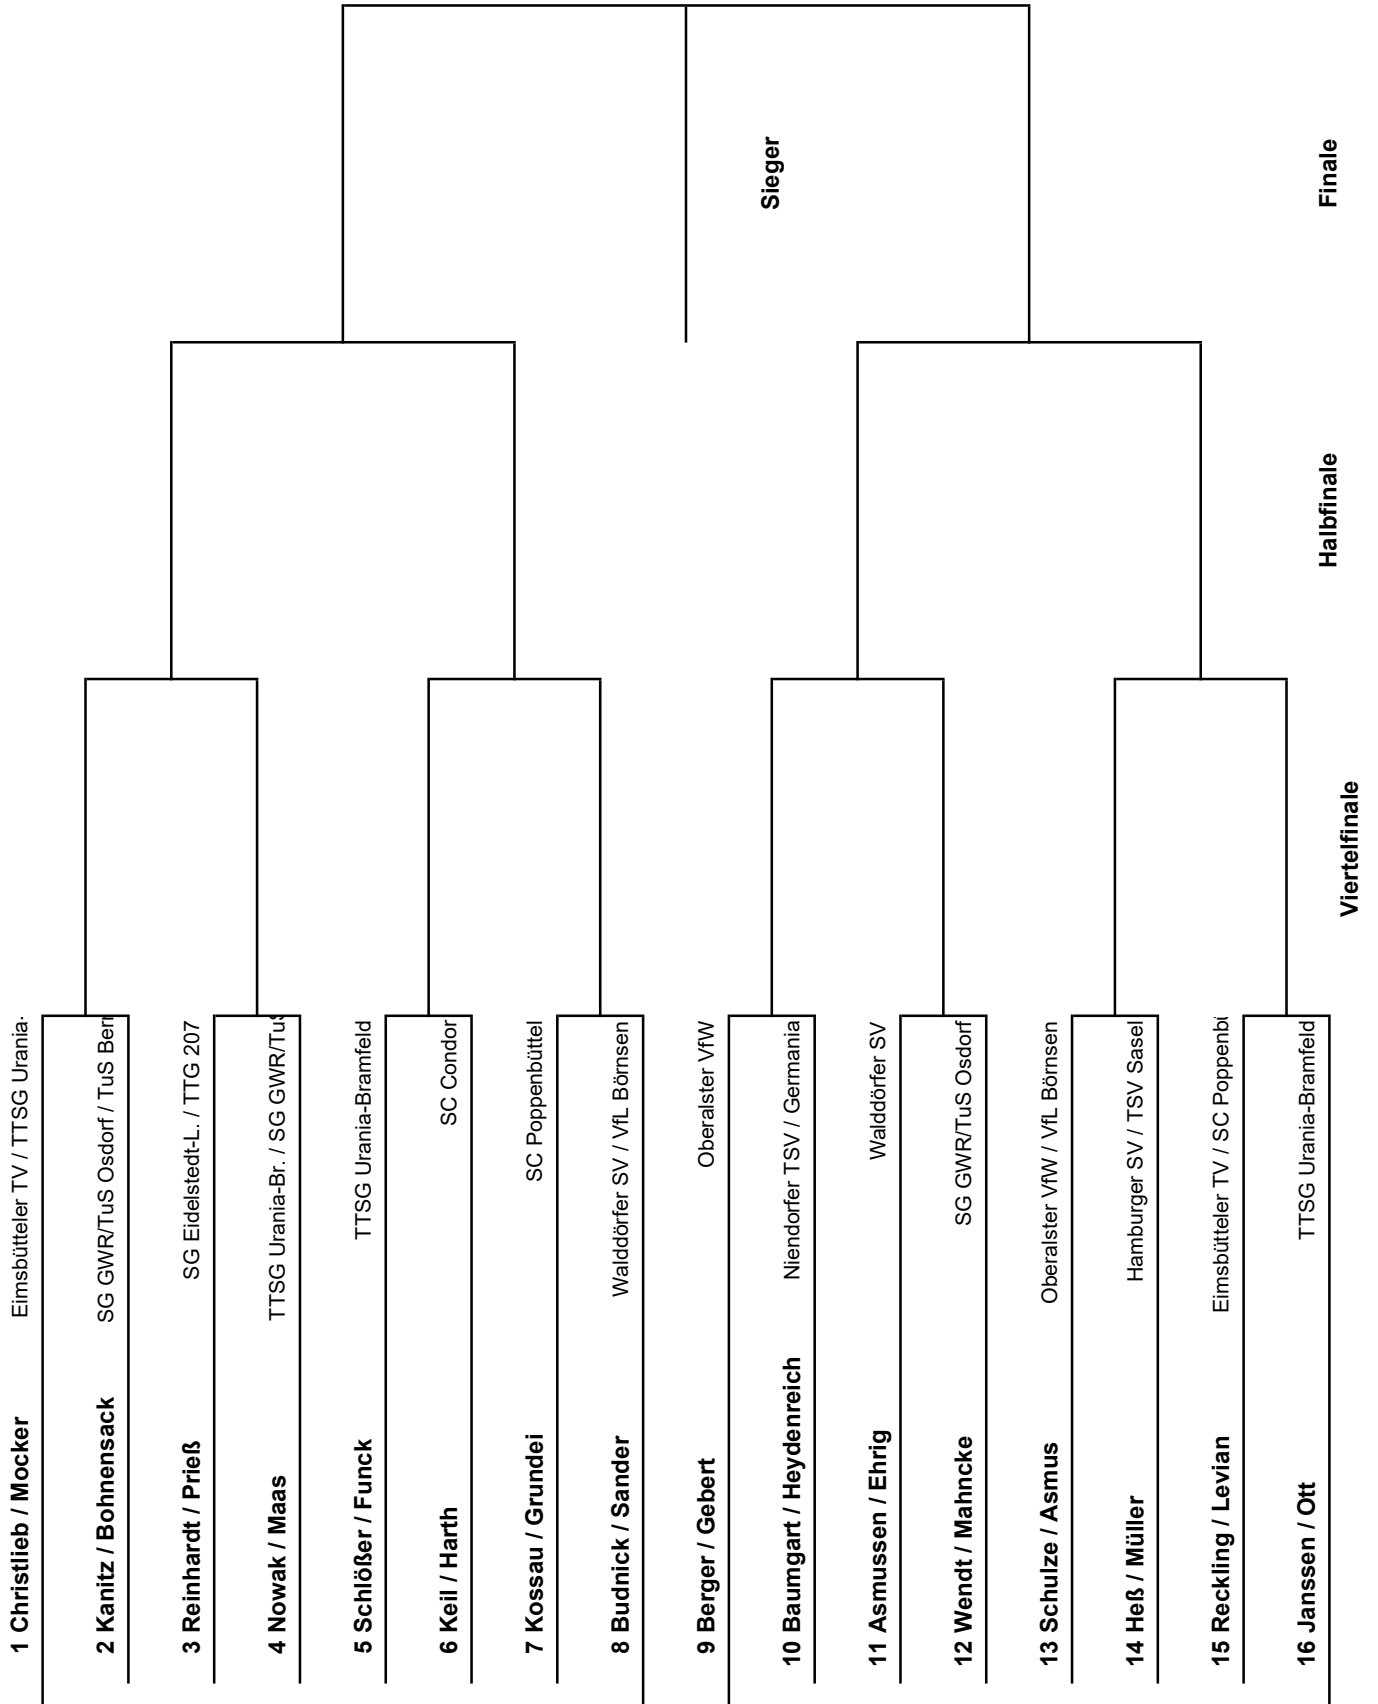 1 Christlieb / Mocker Eimsbütteler TV / TTSG Urania-
2 Kanitz / Bohnensack SG GWR/TuS Osdorf / TuS Berr
3 Reinhardt / Prieß SG Eidelstedt-L. / TTG 207
4 Nowak / Maas TTSG Urania-Br. / SG GWR/TuS
5 Schlößer / Funck TTSG Urania-Bramfeld
6 Keil / Harth SC Condor
7 Kossau / Grundei SC Poppenbüttel
8 Budnick / Sander Walddörfer SV / VfL Börnsen
Sieger
9 Berger / Gebert Oberalster VfW
10 Baumgart / Heydenreich Niendorfer TSV / Germania
11 Asmussen / Ehrig Walddörfer SV
12 Wendt / Mahncke SG GWR/TuS Osdorf
13 Schulze / Asmus Oberalster VfW / VfL Börnsen
14 Heß / Müller Hamburger SV / TSV Sasel
15 Reckling / Levian Eimsbütteler TV / SC Poppenbü
16 Janssen / Ott TTSG Urania-Bramfeld
Viertelfinale Halbfinale Finale